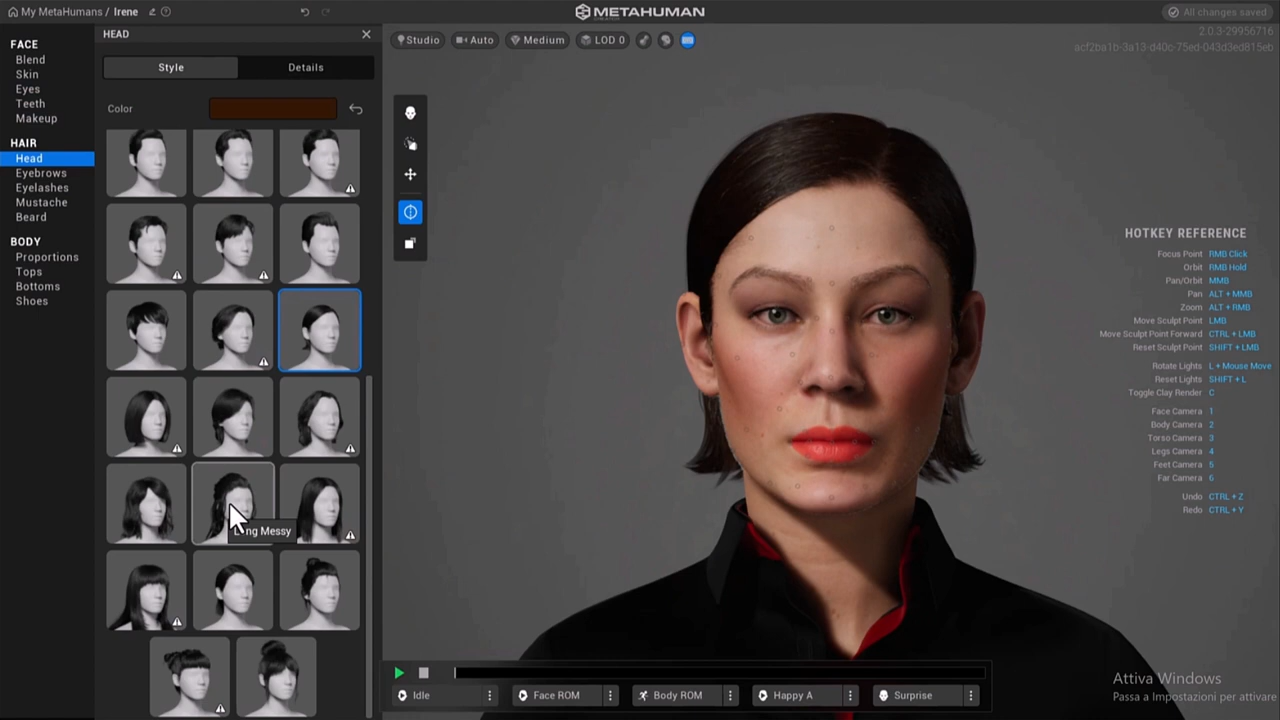 My MetaHumans / Irene
METAHUMAN
CREATOR
All changes saved
2.0.3-29956716
acf2ba1b-3a13-d40c-75ed-043d3ed815eb
FACE
Blend
Skin
Eyes
Teeth
Makeup
HAIR
Head
Eyebrows
Eyelashes
Mustache
Beard
BODY
Proportions
Tops
Bottoms
Shoes
HEAD
Style
Details
Color
ng Messy
Studio
Auto
Medium
LOD 0
HOTKEY REFERENCE
Focus Point RMB Click
Orbit RMB Hold
Pan/Orbit MMB
Pan ALT + MMB
Zoom ALT + RMB
Move Sculpt Point LMB
Move Sculpt Point Forward CTRL + LMB
Reset Sculpt Point SHIFT + LMB
Rotate Lights L + Mouse Move
Reset Lights SHIFT + L
Toggle Clay Render C
Face Camera 1
Body Camera 2
Torso Camera 3
Legs Camera 4
Feet Camera 5
Far Camera 6
Undo CTRL + Z
Redo CTRL + Y
Idle
Face ROM
Body ROM
Happy A
Surprise
Attiva Windows
Passa a Impostazioni per attivare